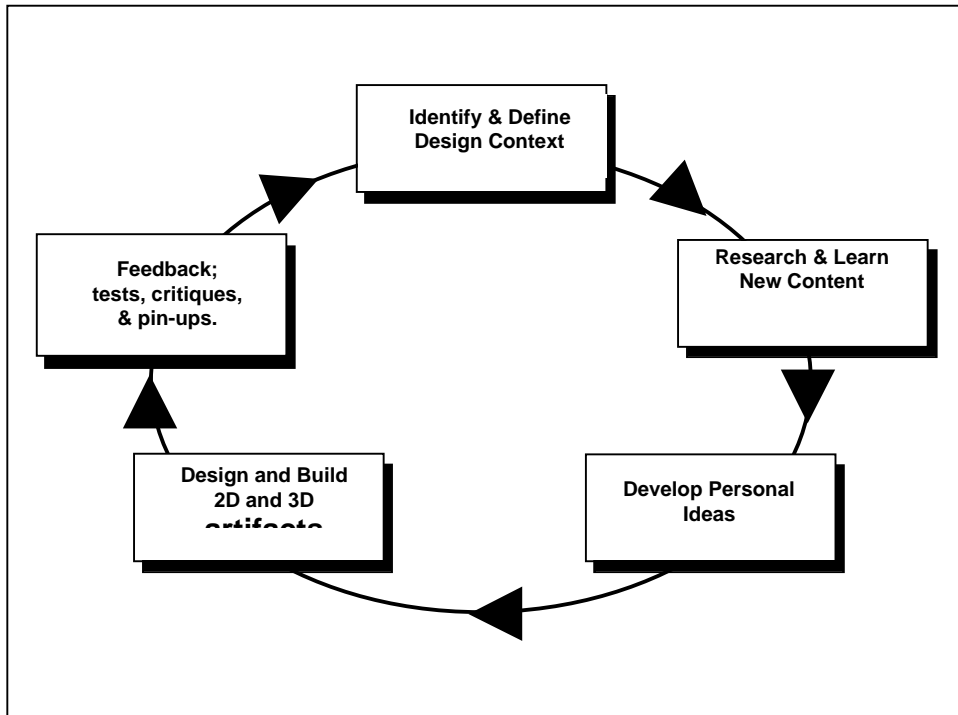 Identify & Define
Design Context
Research & Learn
New Content
Develop Personal
Ideas
Design and Build
2D and 3D
artifacts
Feedback;
tests, critiques,
& pin-ups.